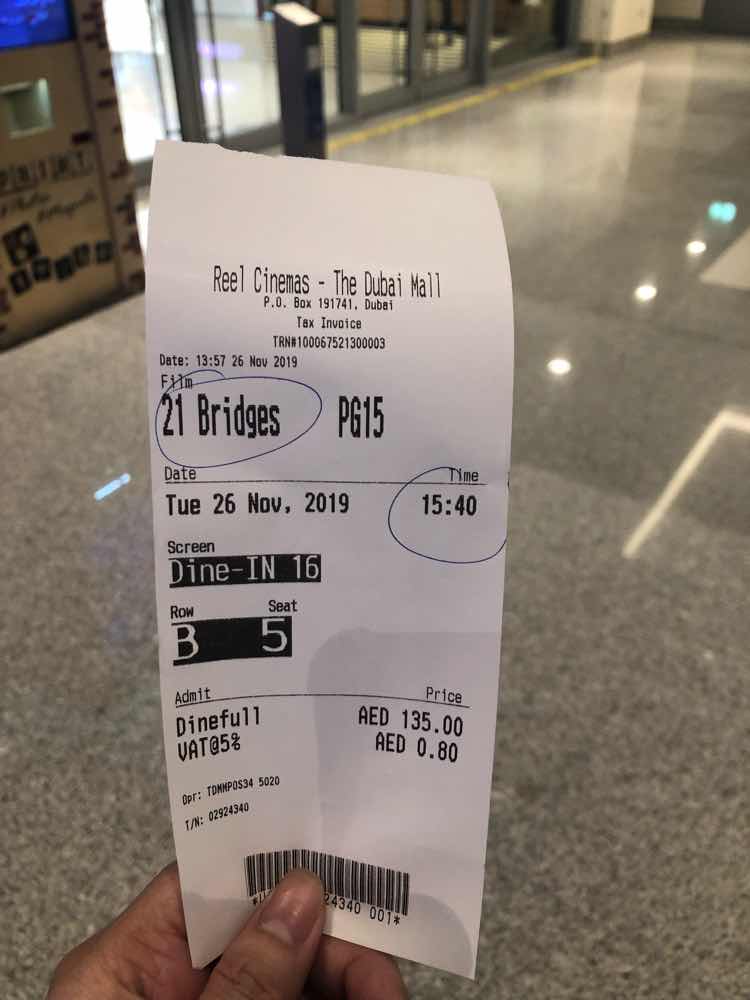 Reel Cinemas - The Dubai Mall
P.O. Box 191741, Dubai
Tax Invoice
TRN#100067521300003
Date: 13:57 26 Nov 2019
Film
21 Bridges PG15
Date Time
Tue 26 Nov, 2019 15:40
Screen
Dine-IN 16
Row Seat
B 5
Admit Price
Dinefull AED 135.00
VAT@5% AED 0.80
Opr: TDMMPOS34 5020
T/N: 02924340
24340 001*